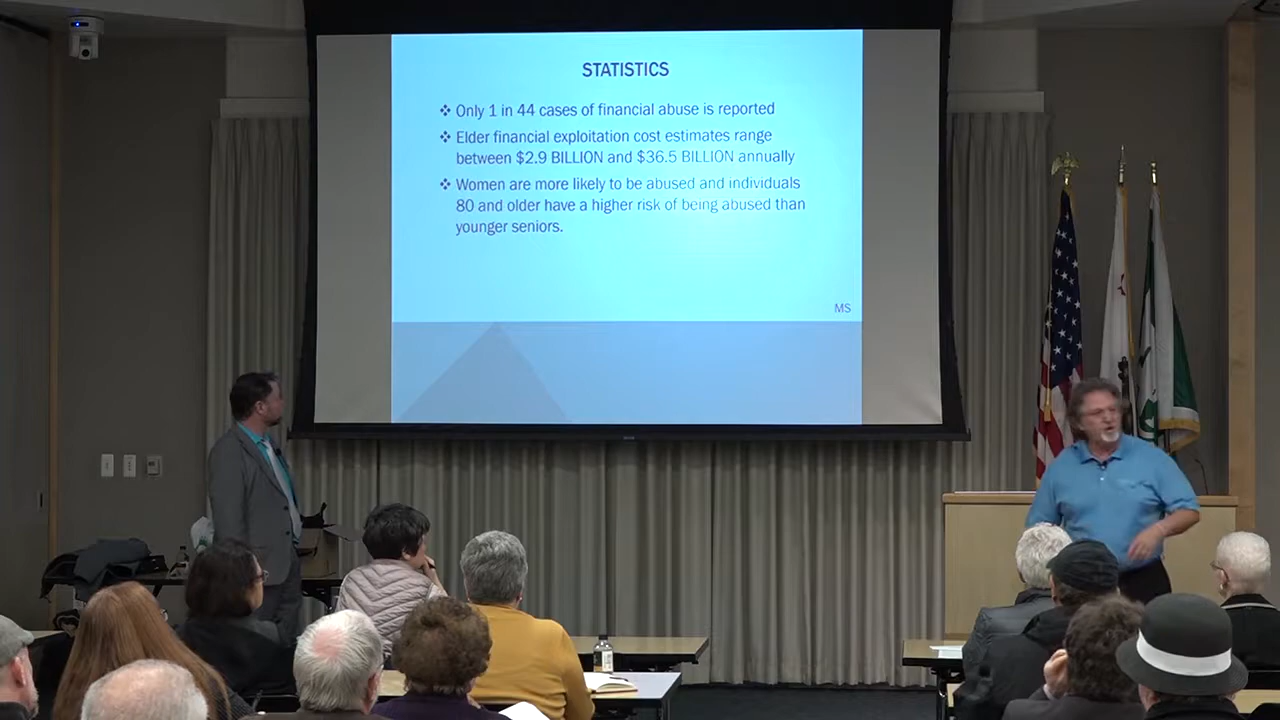 STATISTICS
❖ Only 1 in 44 cases of financial abuse is reported
❖ Elder financial exploitation cost estimates range
between $2.9 BILLION and $36.5 BILLION annually
❖ Women are more likely to be abused and individuals
80 and older have a higher risk of being abused than
younger seniors.
MS